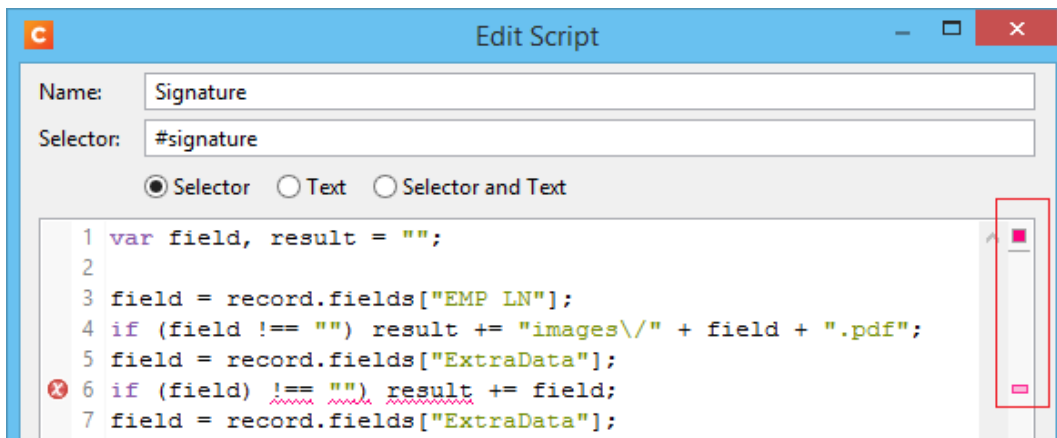 Edit Script
Name: Signature
Selector: #signature
Selector Text Selector and Text
1 var field, result = "";
2
3 field = record.fields["EMP LN"];
4 if (field !== "") result += "images\/" + field + ".pdf";
5 field = record.fields["ExtraData"];
6 if (field) !== "") result += field;
7 field = record.fields["ExtraData"];